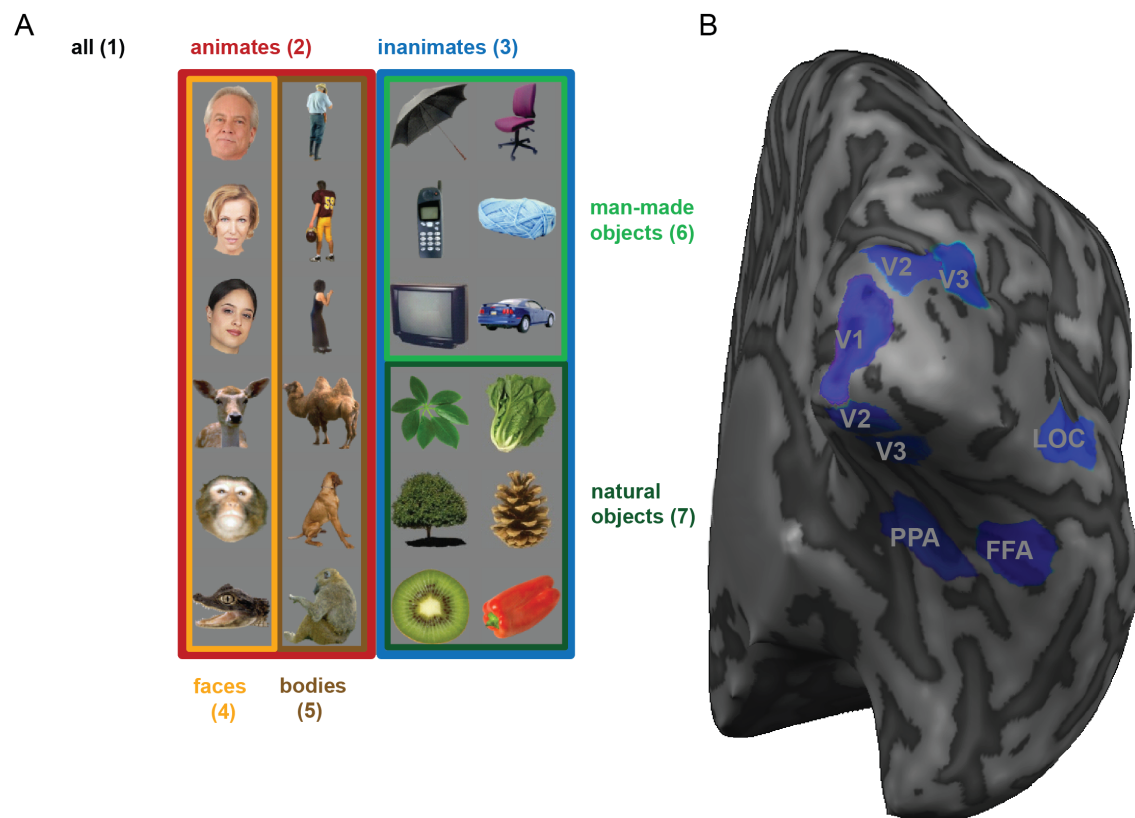 A
B
all (1)
animates (2)
inanimates (3)
man-made
objects (6)
natural
objects (7)
faces
(4)
bodies
(5)
59
V2
V3
V1
V2
V3
LOC
PPA
FFA